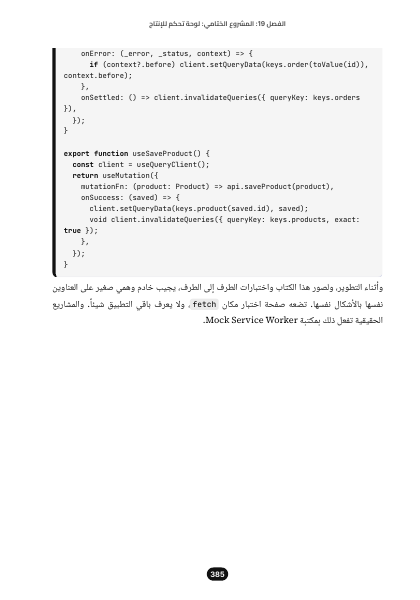 الفصل 19: المشروع الختامي: لوحة تحكم للإنتاج
onError: (_error, _status, context) => {
if (context?.before) client.setQueryData(keys.order(toValue(id)),
context.before);
},
onSettled: () => client.invalidateQueries({ queryKey: keys.orders
}),
});
}
export function useSaveProduct() {
const client = useQueryClient();
return useMutation({
mutationFn: (product: Product) => api.saveProduct(product),
onSuccess: (saved) => {
client.setQueryData(keys.product(saved.id), saved);
void client.invalidateQueries({ queryKey: keys.products, exact:
true });
},
});
}
وأثناء التطوير، ولصور هذا الكتاب واختبارات الطرف إلى الطرف، يجيب خادم وهمي صغير على العناوين
نفسها بالأشكال نفسها. تضعه صفحة اختبار مكان fetch، ولا يعرف باقي التطبيق شيئاً. والمشاريع
الحقيقية تفعل ذلك بمكتبة Mock Service Worker.
385